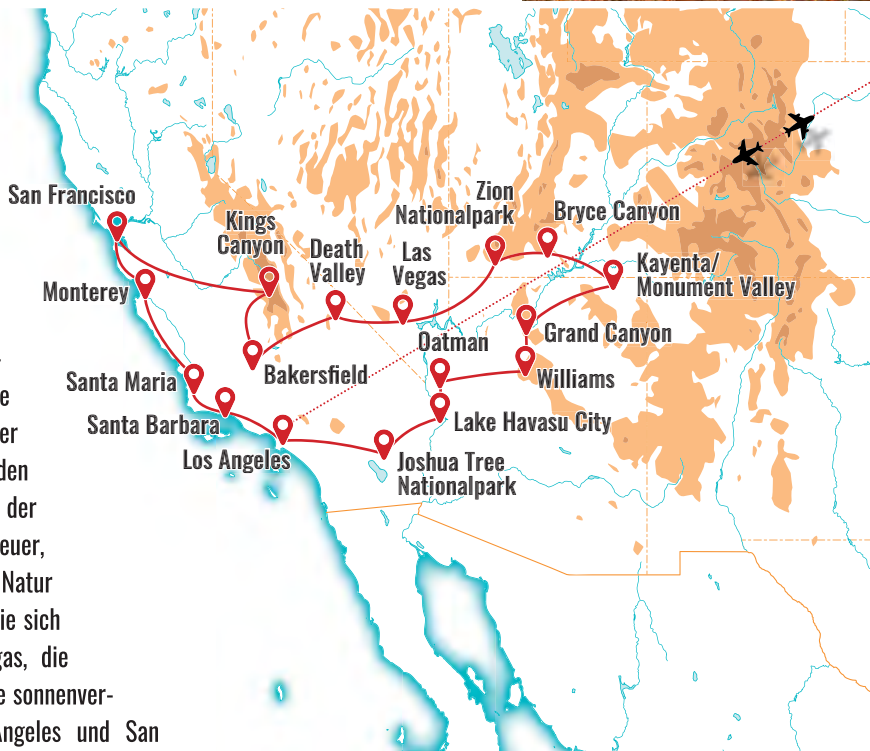 San Francisco
Kings
Canyon
Zion
Nationalpark
Bryce Canyon
Death
Valley
Las
Vegas
Kayenta/
Monument Valley
Monterey
Grand Canyon
Oatman
Bakersfield
Williams
Santa Maria
Santa Barbara
Lake Havasu City
Los Angeles
Joshua Tree
Nationalpark
e
er
den
der
euer,
Natur
ie sich
gas, die
e sonnenver-
Angeles und San